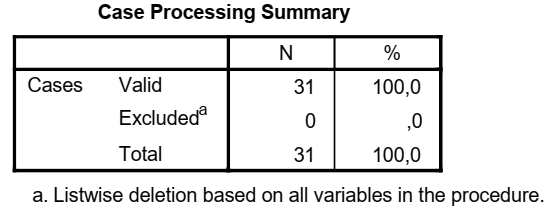 Case Processing Summary
N %
Cases Valid 31 100,0
Excludedᵃ 0 ,0
Total 31 100,0
a. Listwise deletion based on all variables in the procedure.